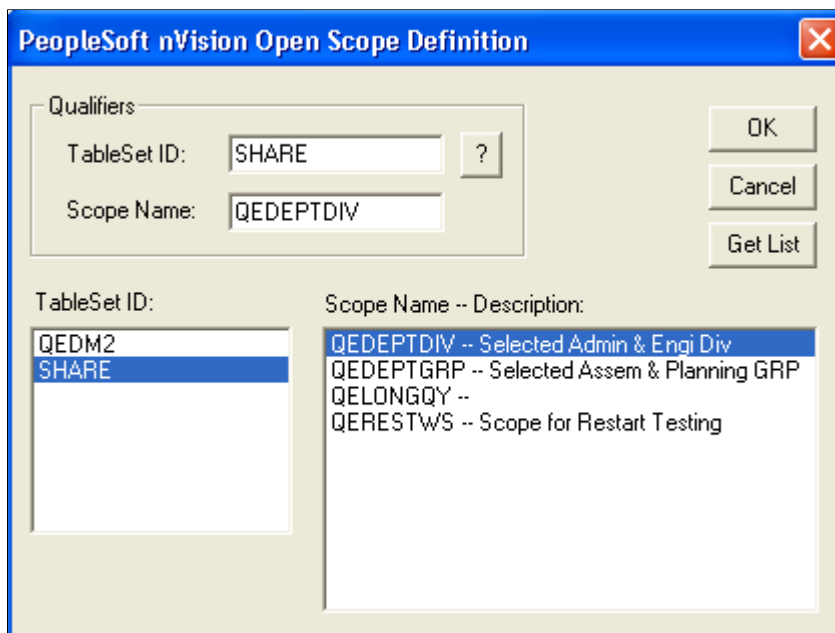 PeopleSoft nVision Open Scope Definition
Qualifiers
TableSet ID: SHARE ?
Scope Name: QEDEPTDIV
OK
Cancel
Get List
TableSet ID:
QEDM2
SHARE
Scope Name -- Description:
QEDEPTDIV -- Selected Admin & Engi Div
QEDEPTGRP -- Selected Assem & Planning GRP
QELONGQY --
QERESTWS -- Scope for Restart Testing